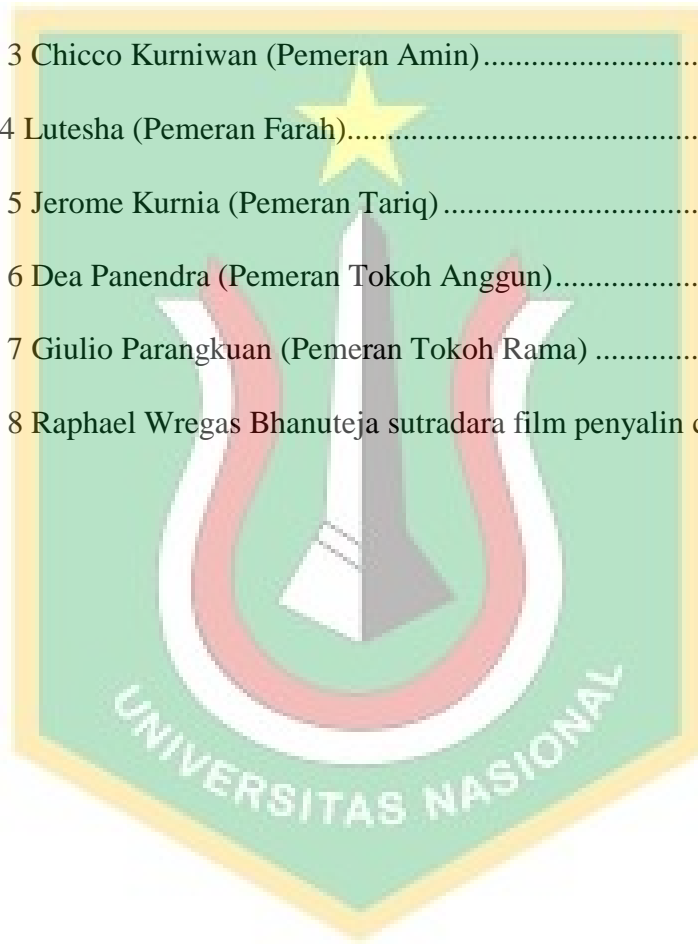 3 Chicco Kurniwan (Pemeran Amin)............................
4 Lutesha (Pemeran Farah).............................................
5 Jerome Kurnia (Pemeran Tariq).................................
6 Dea Panendra (Pemeran Tokoh Anggun)...................
7 Giulio Parangkuan (Pemeran Tokoh Rama) ..............
8 Raphael Wregas Bhanuteja sutradara film penyalin
UNIVERSITAS NASIONAL